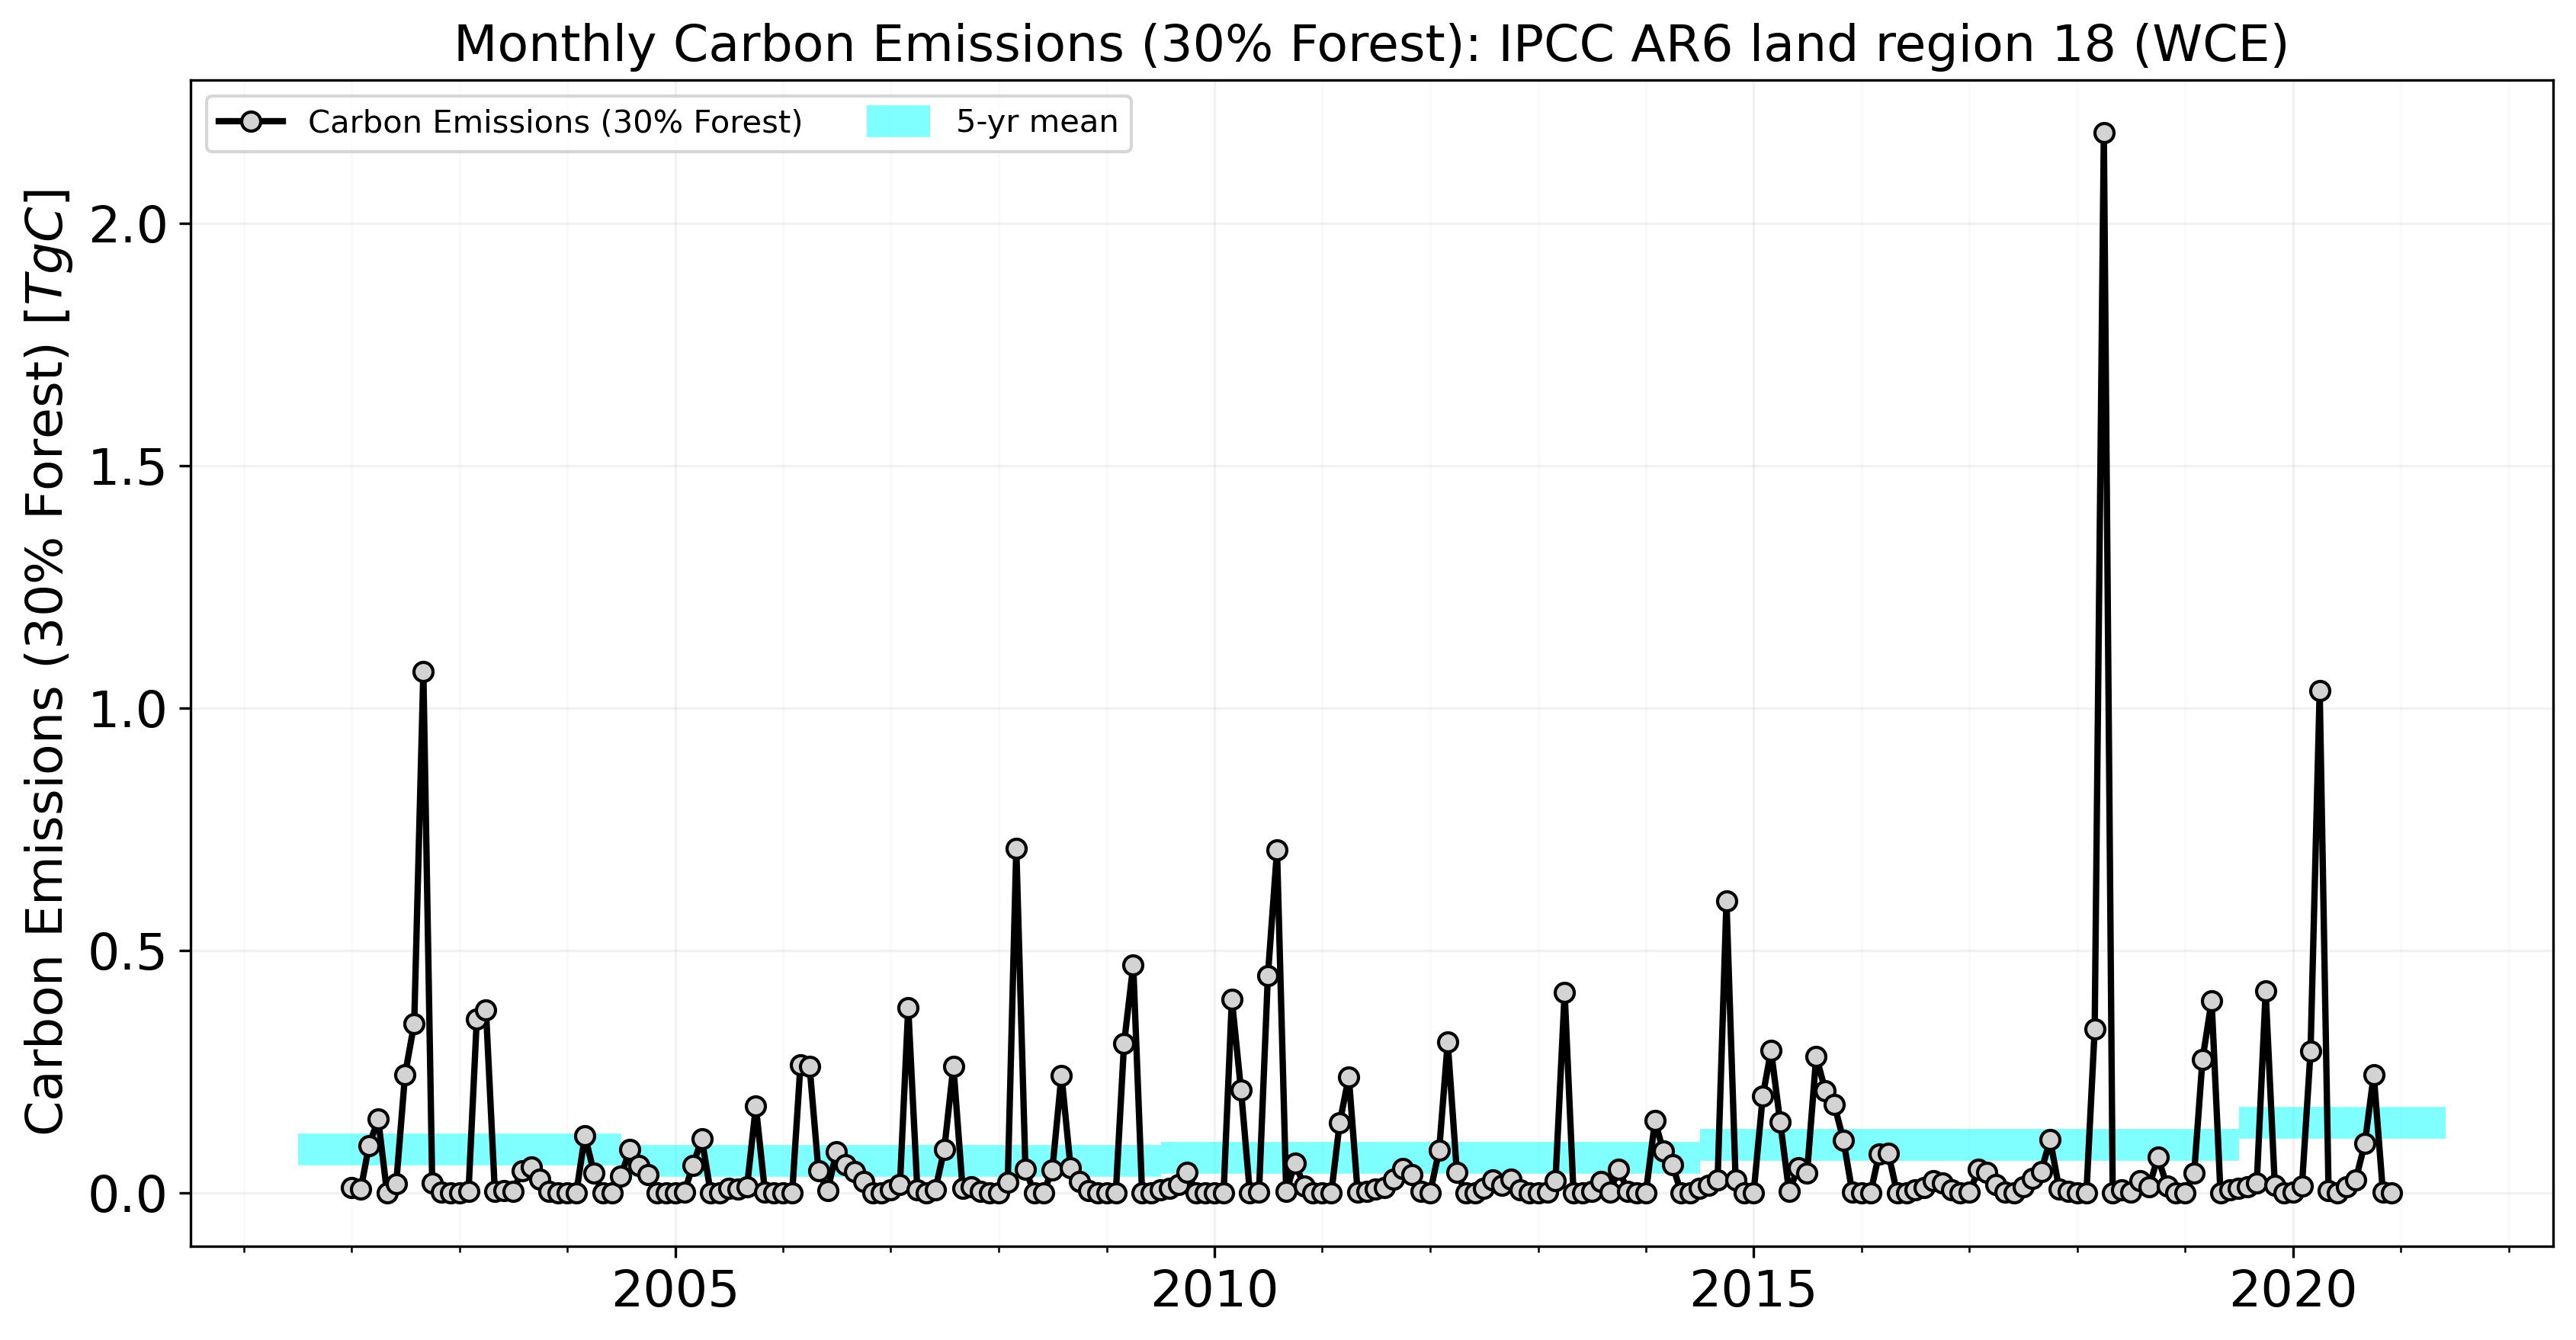 Monthly Carbon Emissions (30% Forest): IPCC AR6 land region 18 (WCE)
Carbon Emissions (30% Forest)
5-yr mean
Carbon Emissions (30% Forest) [TgC]
2.0
1.5
1.0
0.5
0.0
2005
2010
2015
2020